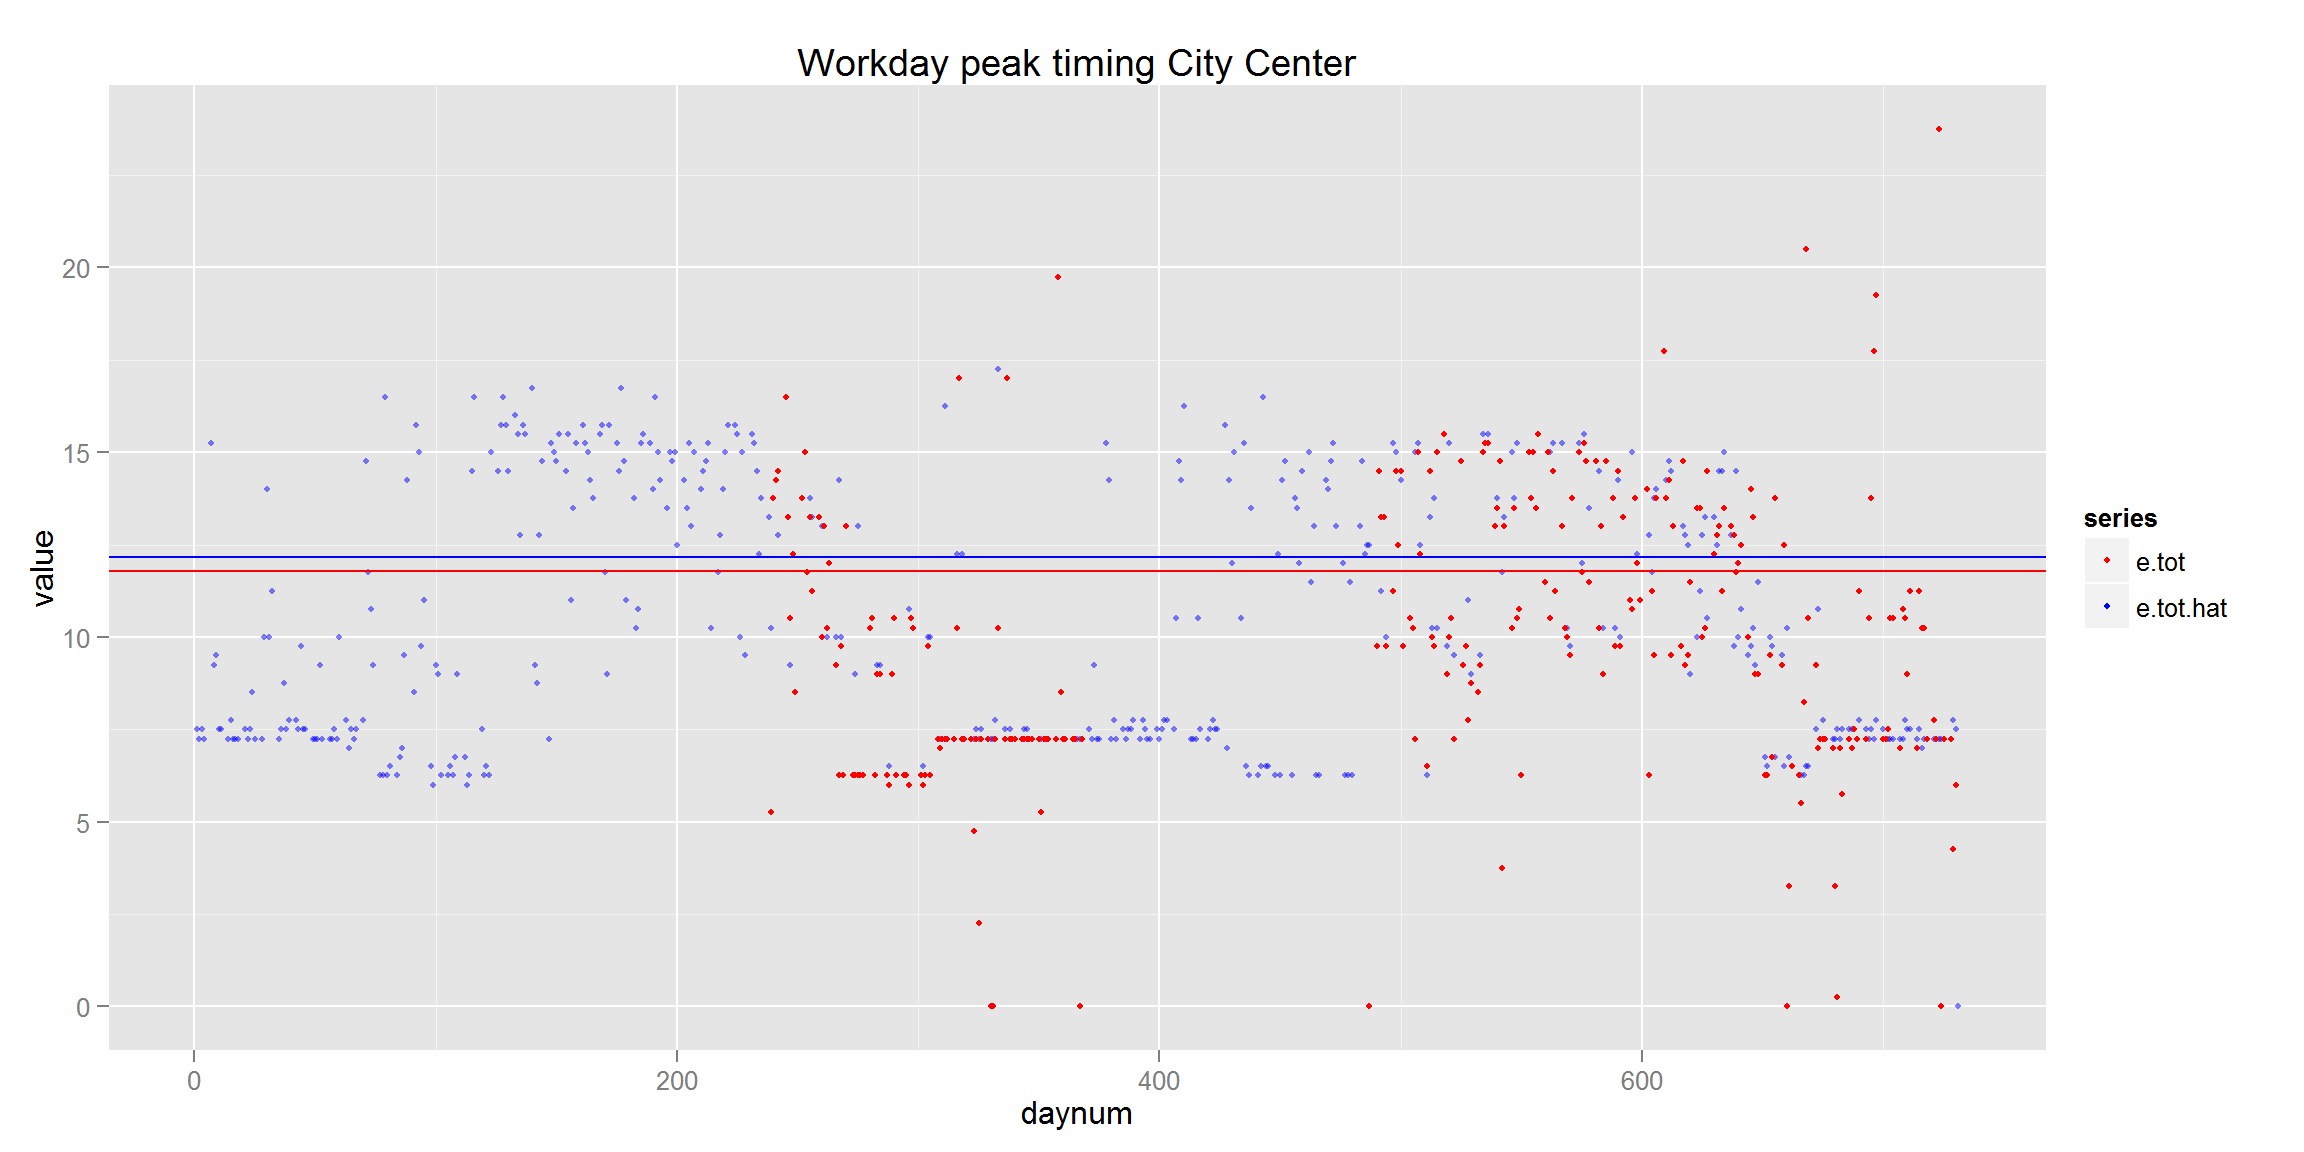 Workday peak timing City Center
value
20
15
10
5
0
0 200 400 600
daynum
series
e.tot
e.tot.hat